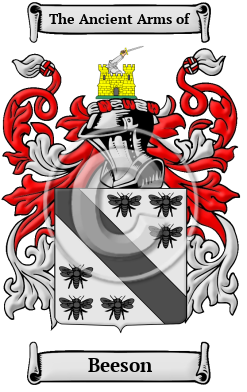 The Ancient Arms of
Beeson